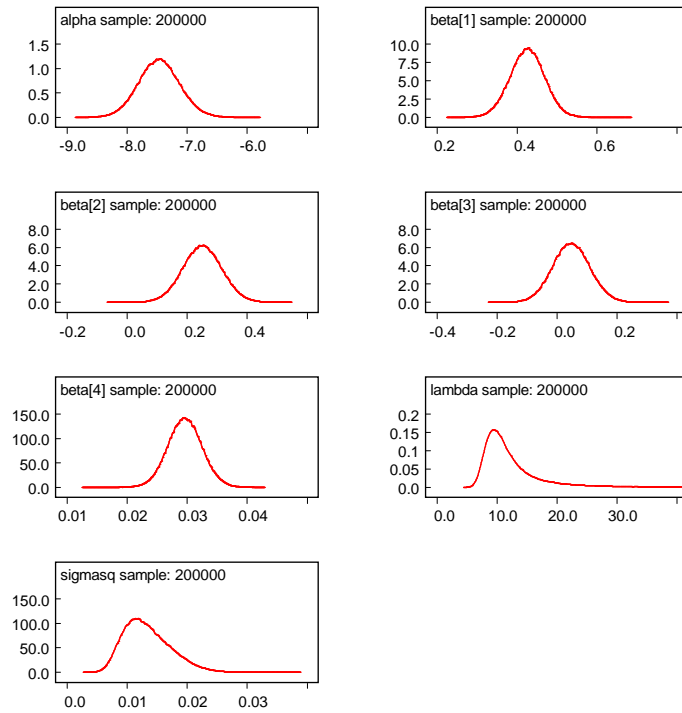 alpha sample: 200000
1.5
1.0
0.5
0.0
-9.0 -8.0 -7.0 -6.0
beta[1] sample: 200000
10.0
7.5
5.0
2.5
0.0
0.2 0.4 0.6
beta[2] sample: 200000
8.0
6.0
4.0
2.0
0.0
-0.2 0.0 0.2 0.4
beta[3] sample: 200000
8.0
6.0
4.0
2.0
0.0
-0.4 -0.2 0.0 0.2
beta[4] sample: 200000
150.0
100.0
50.0
0.0
0.01 0.02 0.03 0.04
lambda sample: 200000
0.2
0.15
0.1
0.05
0.0
0.0 10.0 20.0 30.0
sigmasq sample: 200000
150.0
100.0
50.0
0.0
0.0 0.01 0.02 0.03